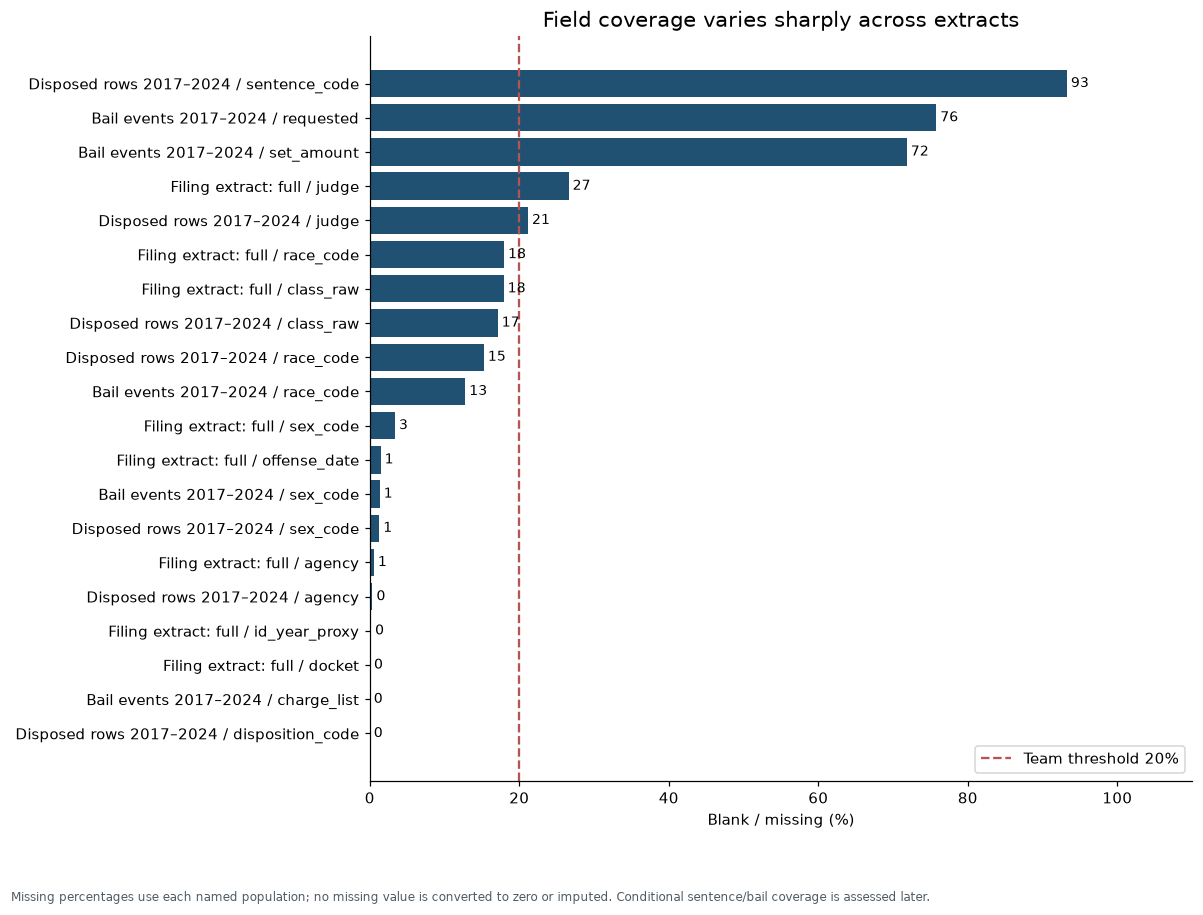 Field coverage varies sharply across extracts
Disposed rows 2017–2024 / sentence_code 93
Bail events 2017–2024 / requested 76
Bail events 2017–2024 / set_amount 72
Filing extract: full / judge 27
Disposed rows 2017–2024 / judge 21
Filing extract: full / race_code 18
Filing extract: full / class_raw 18
Disposed rows 2017–2024 / class_raw 17
Disposed rows 2017–2024 / race_code 15
Bail events 2017–2024 / race_code 13
Filing extract: full / sex_code 3
Filing extract: full / offense_date 1
Bail events 2017–2024 / sex_code 1
Disposed rows 2017–2024 / sex_code 1
Filing extract: full / agency 1
Disposed rows 2017–2024 / agency 0
Filing extract: full / id_year_proxy 0
Filing extract: full / docket 0
Bail events 2017–2024 / charge_list 0
Disposed rows 2017–2024 / disposition_code 0
Team threshold 20%
0 20 40 60 80 100
Blank / missing (%)
Missing percentages use each named population; no missing value is converted to zero or imputed. Conditional sentence/bail coverage is assessed later.